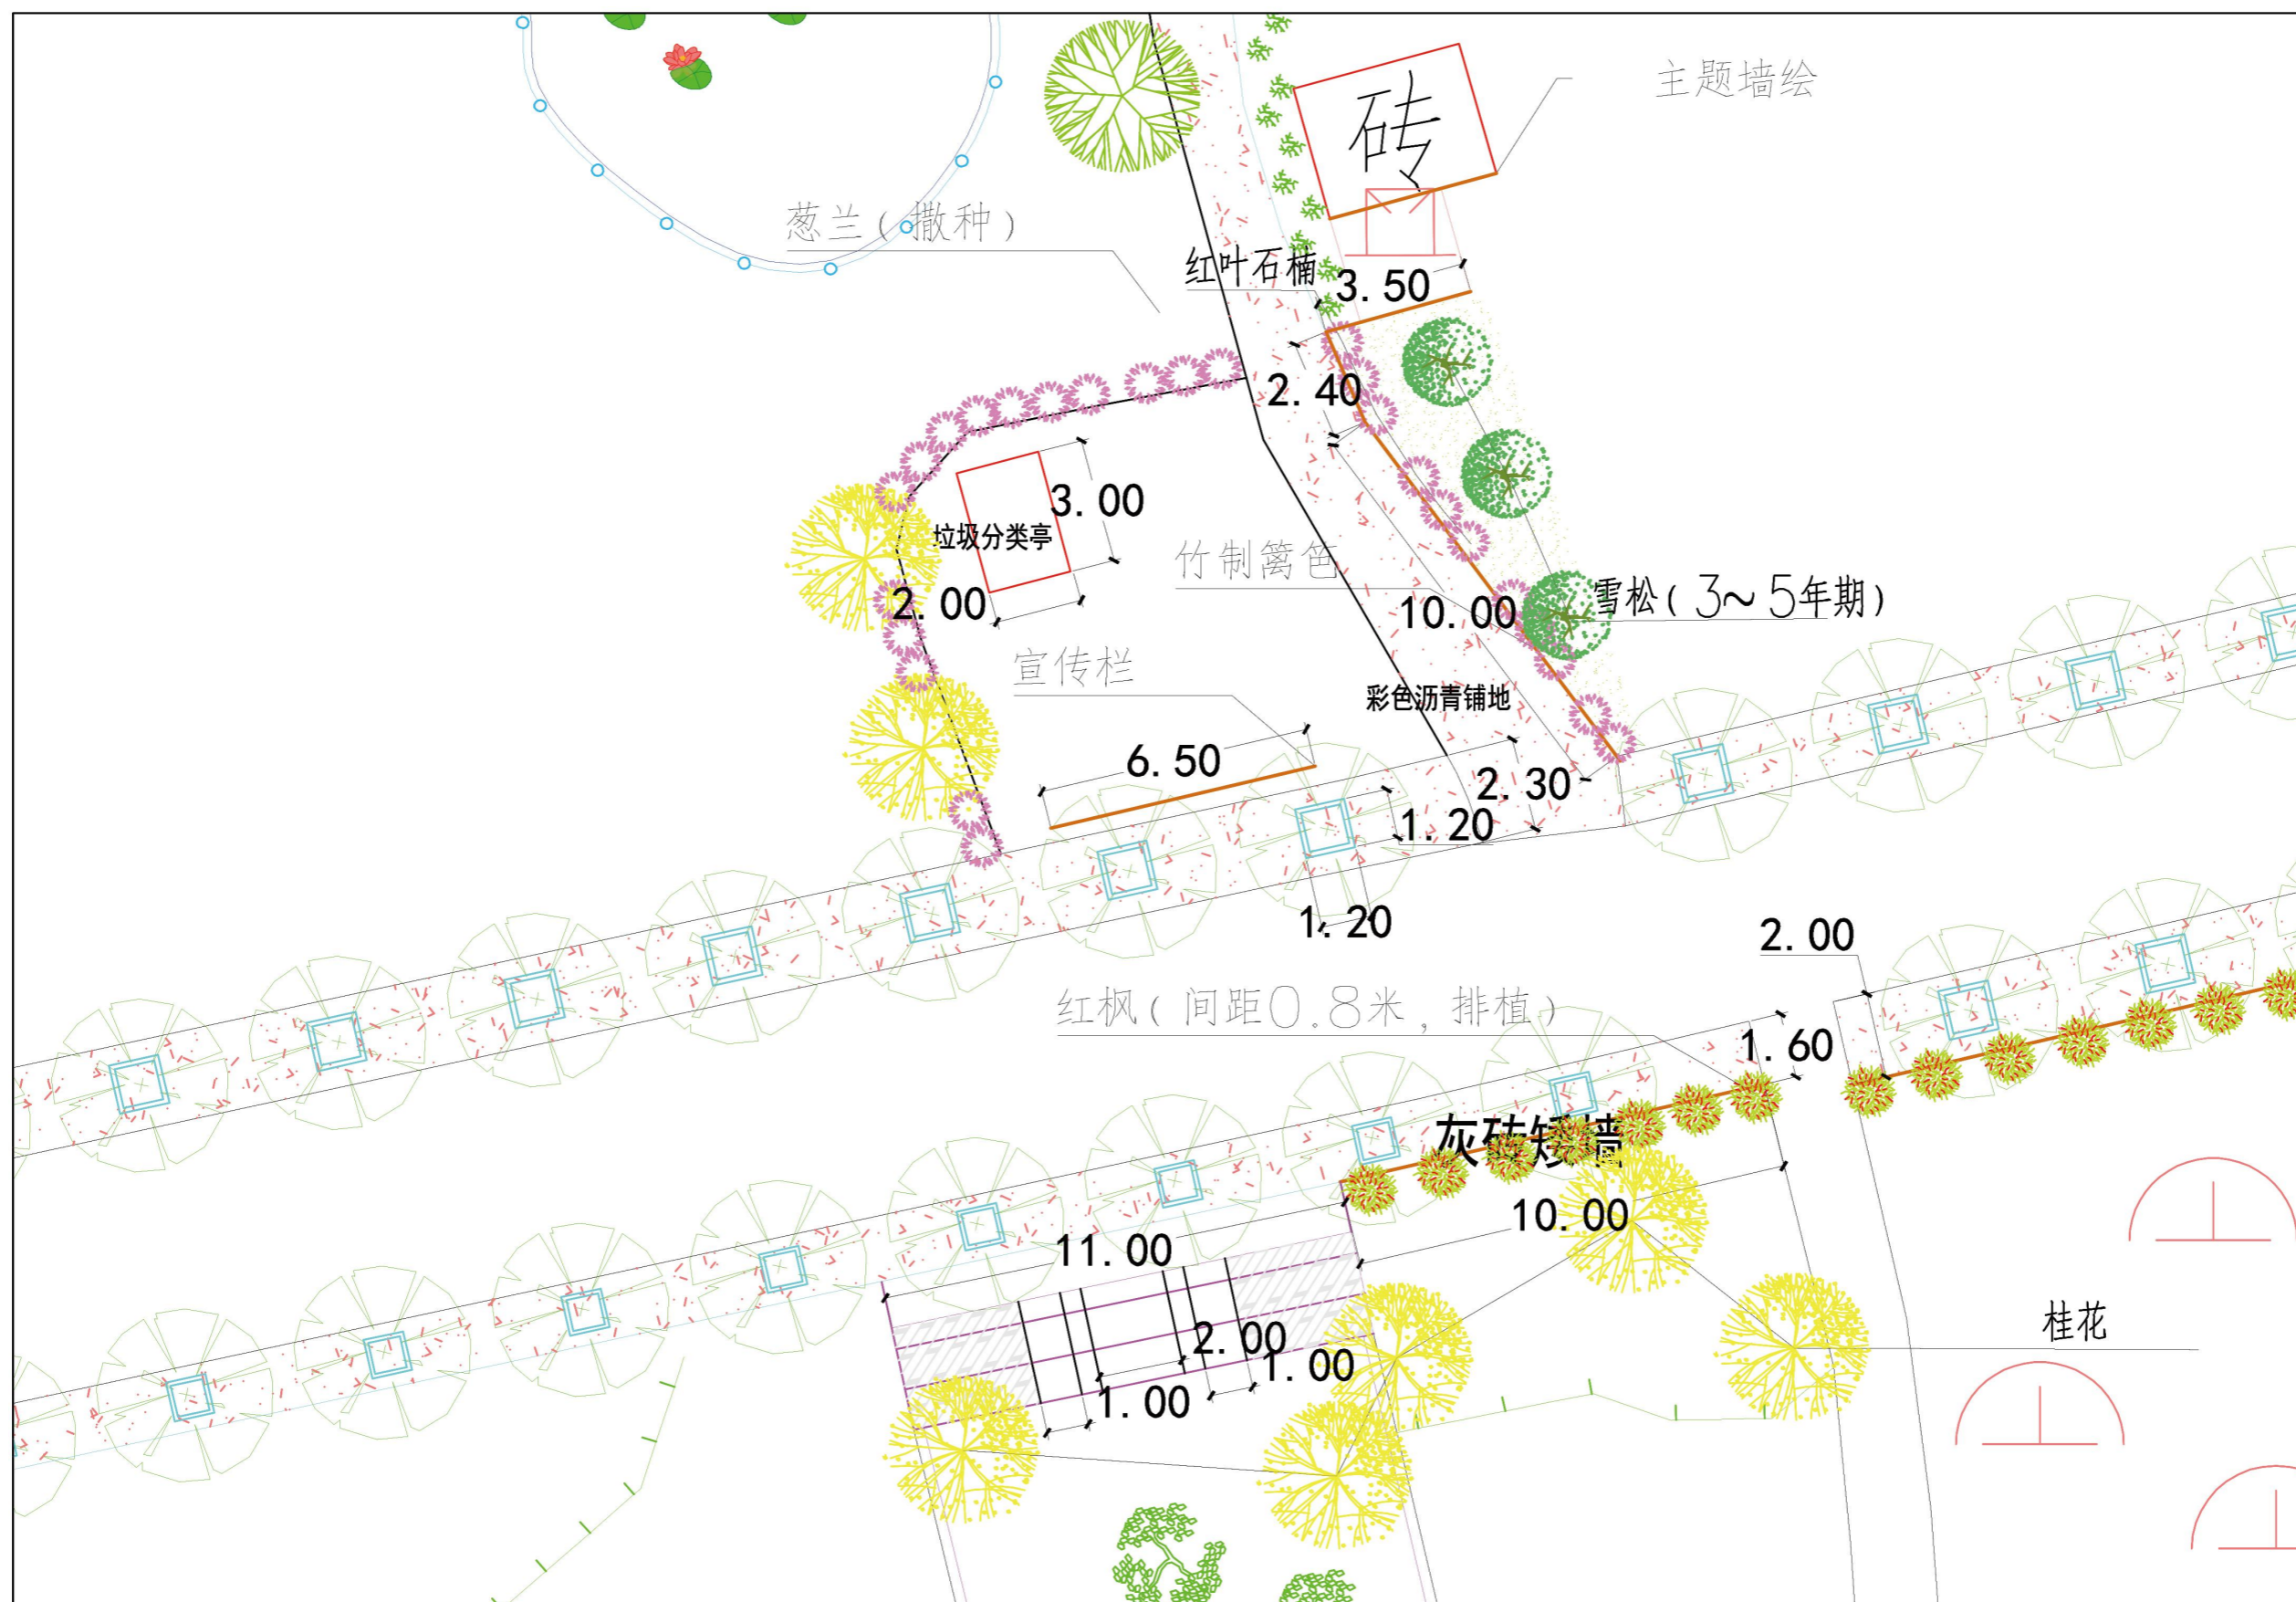 主题墙绘
砖
葱兰（撒种）
红叶石楠
3.50
2.40
3.00
垃圾分类亭
2.00
竹制篱笆
10.00
雪松（3～5年期）
宣传栏
彩色沥青铺地
6.50
2.30
1.20
1.20
2.00
红枫（间距0.8米，排植）
1.60
灰砖矮墙
10.00
11.00
桂花
2.00
1.00
1.00